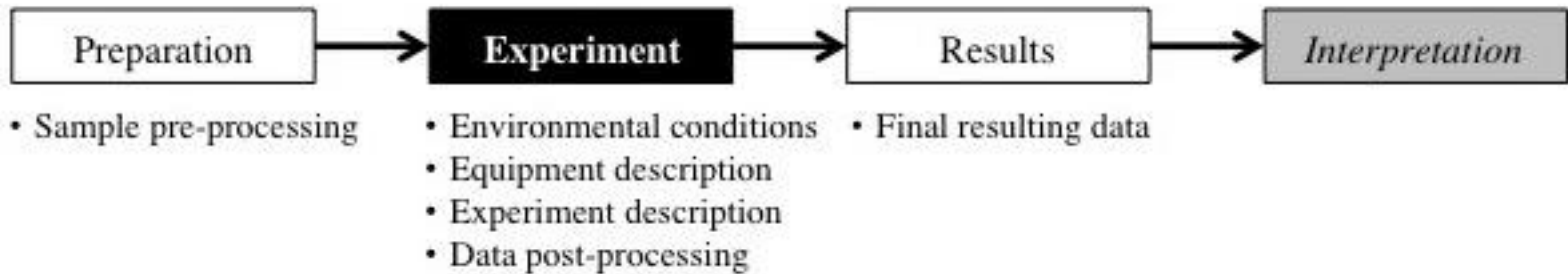 Preparation
Experiment
Results
Interpretation
• Sample pre-processing
• Environmental conditions
• Equipment description
• Experiment description
• Data post-processing
• Final resulting data